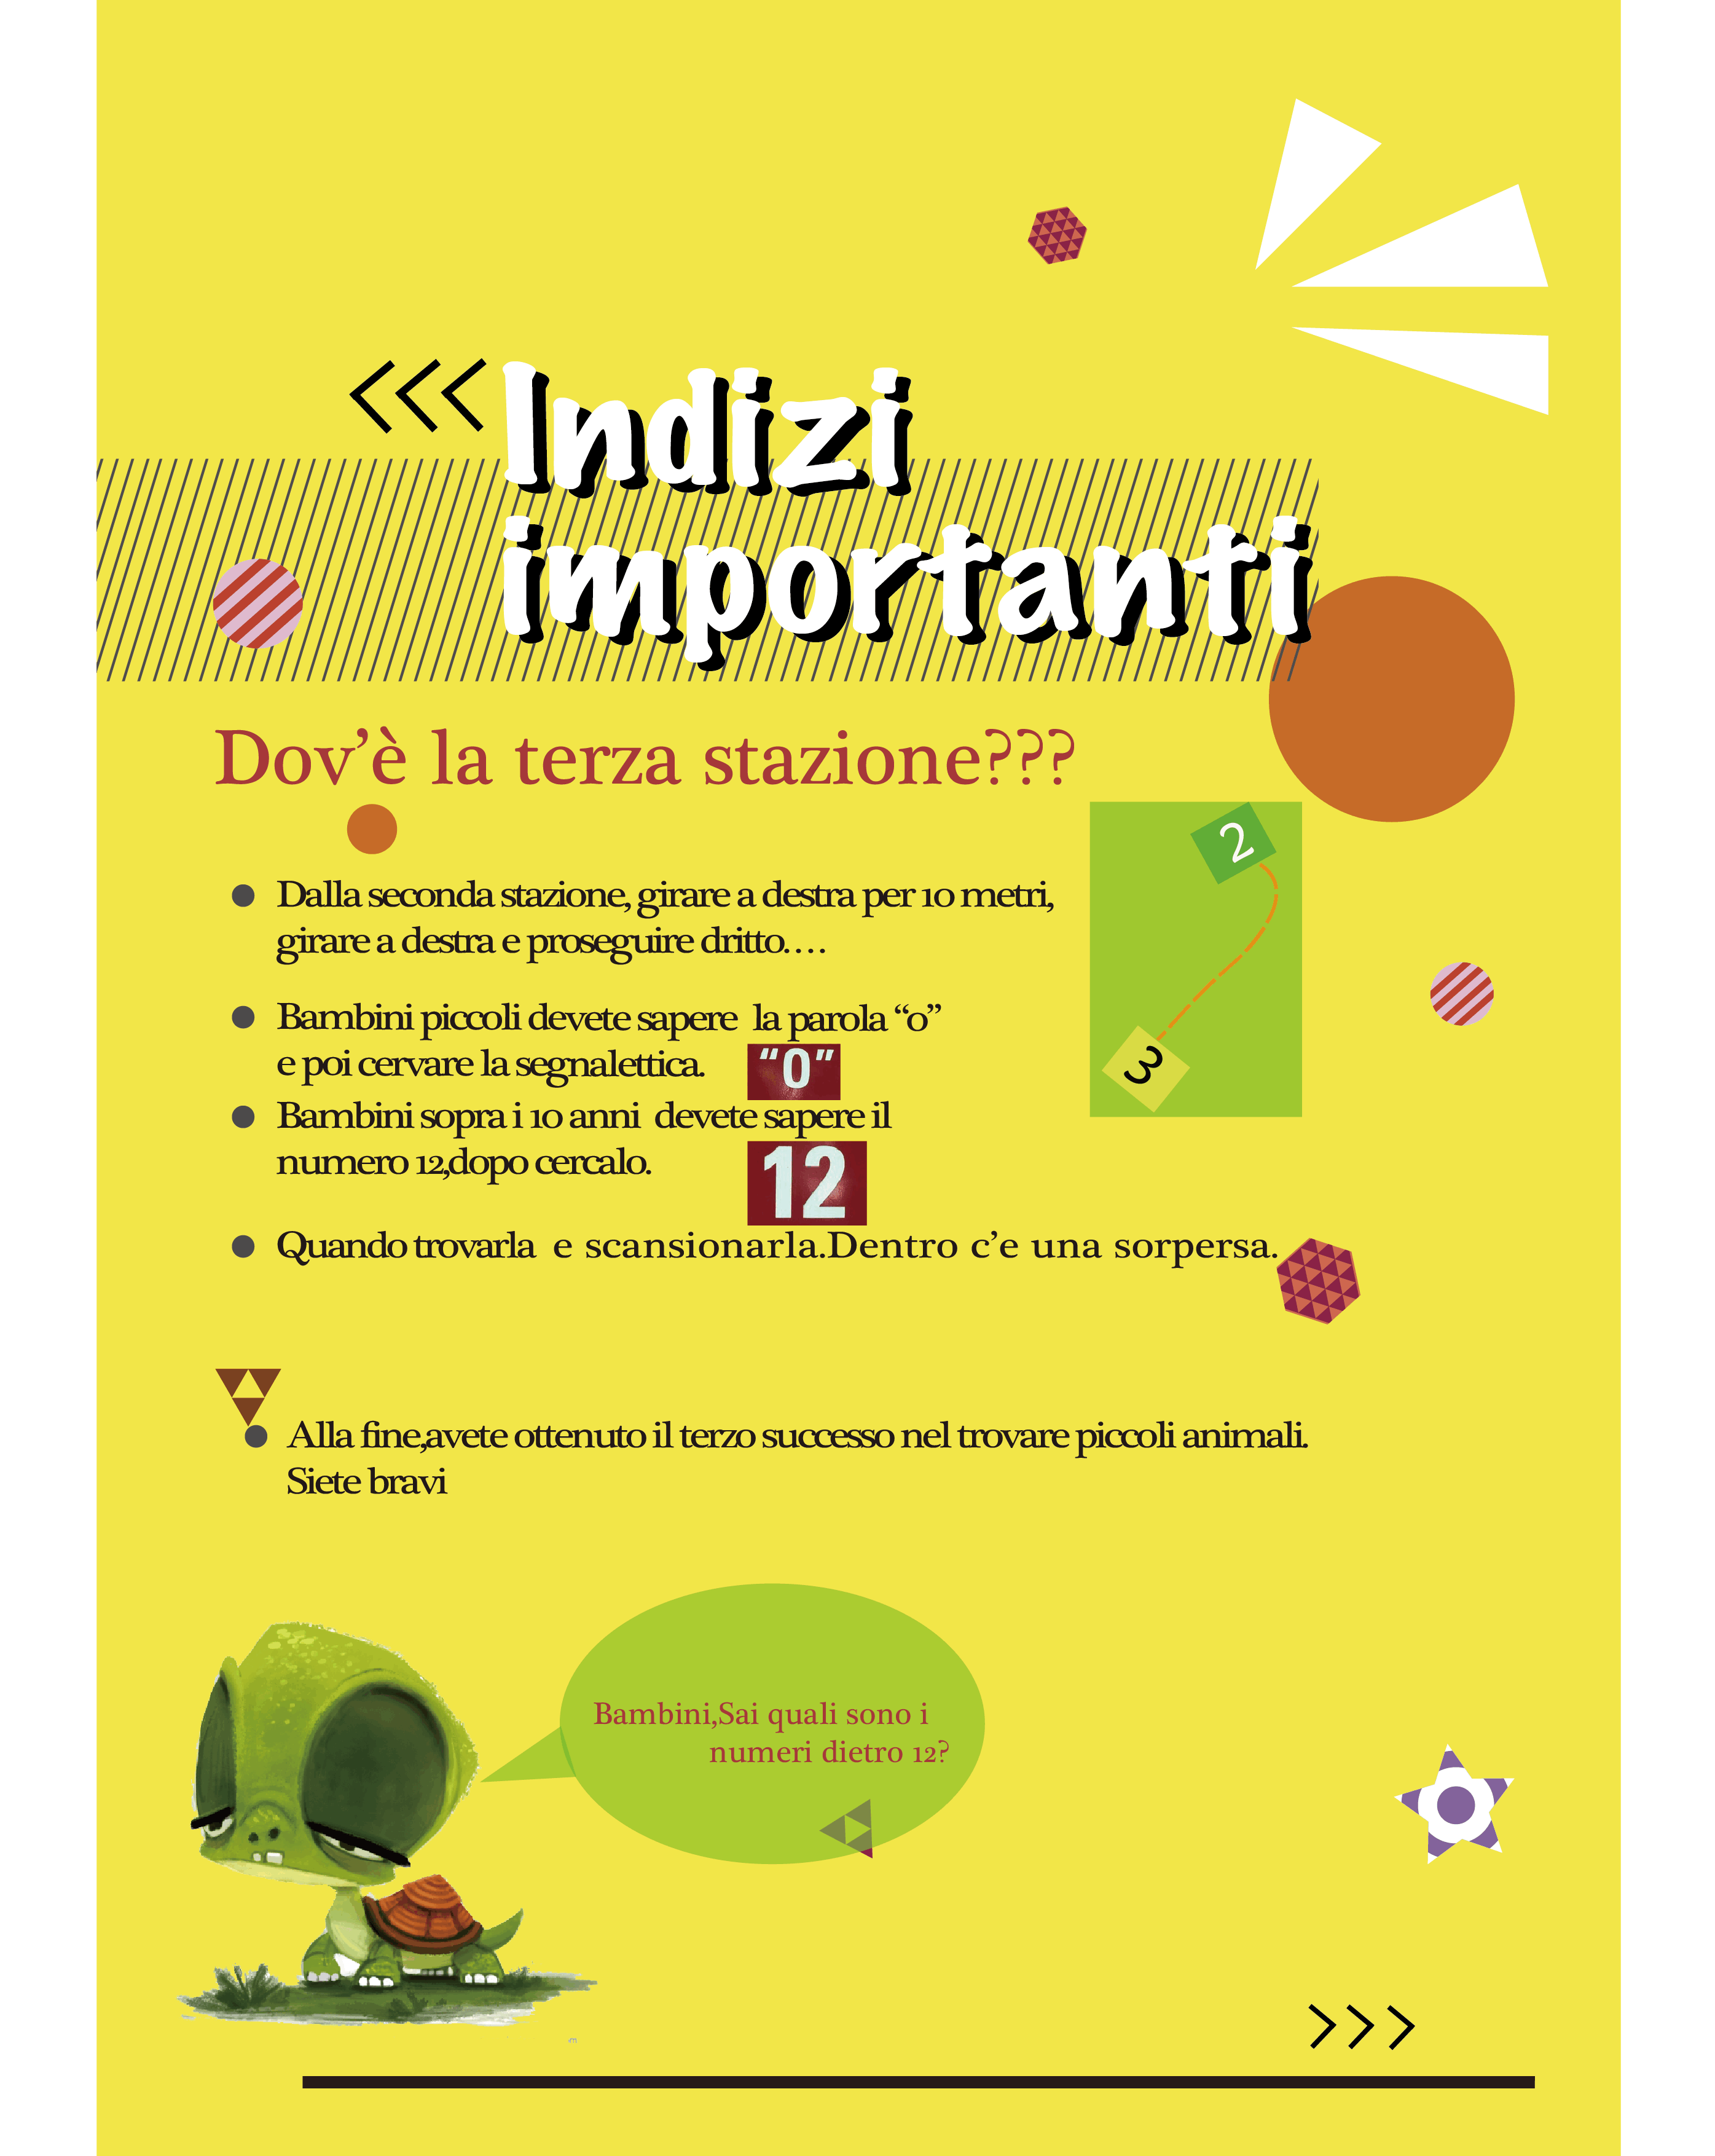 Indizi
importanti
Dov’è la terza stazione???
2
Dalla seconda stazione, girare a destra per 10 metri,
girare a destra e proseguire dritto….
Bambini piccoli devete sapere la parola “o”
e poi cervare la segnalettica.
“O”
3
Bambini sopra i 10 anni devete sapere il
numero 12,dopo cercalo.
12
Quando trovarla e scansionarla.Dentro c’e una sorpersa.
Alla fine,avete ottenuto il terzo successo nel trovare piccoli animali.
Siete bravi
Bambini,Sai quali sono i
numeri dietro 12?